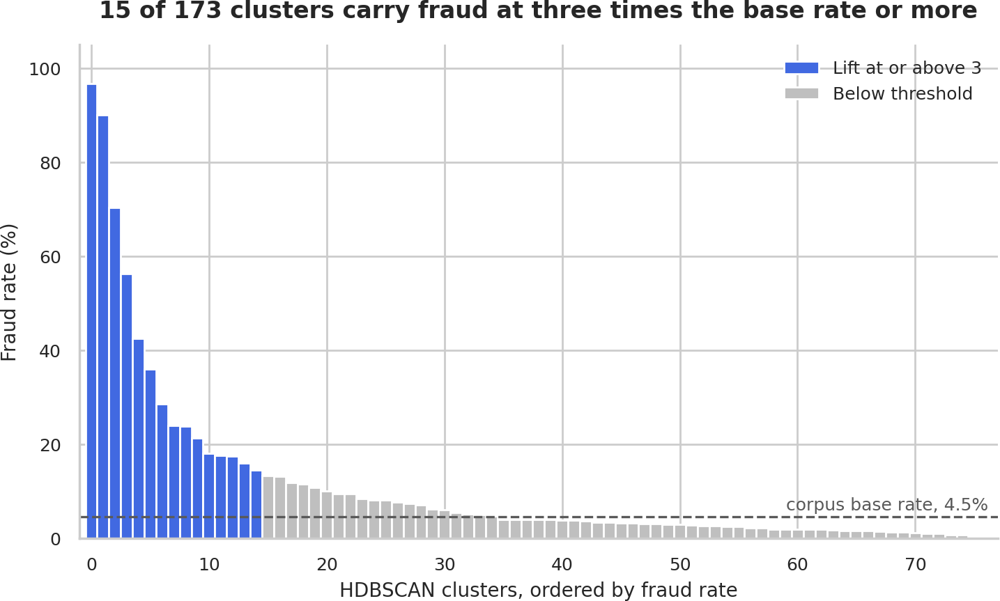 15 of 173 clusters carry fraud at three times the base rate or more
Lift at or above 3
Below threshold
Fraud rate (%)
100
80
60
40
20
0
corpus base rate, 4.5%
0 10 20 30 40 50 60 70
HDBSCAN clusters, ordered by fraud rate